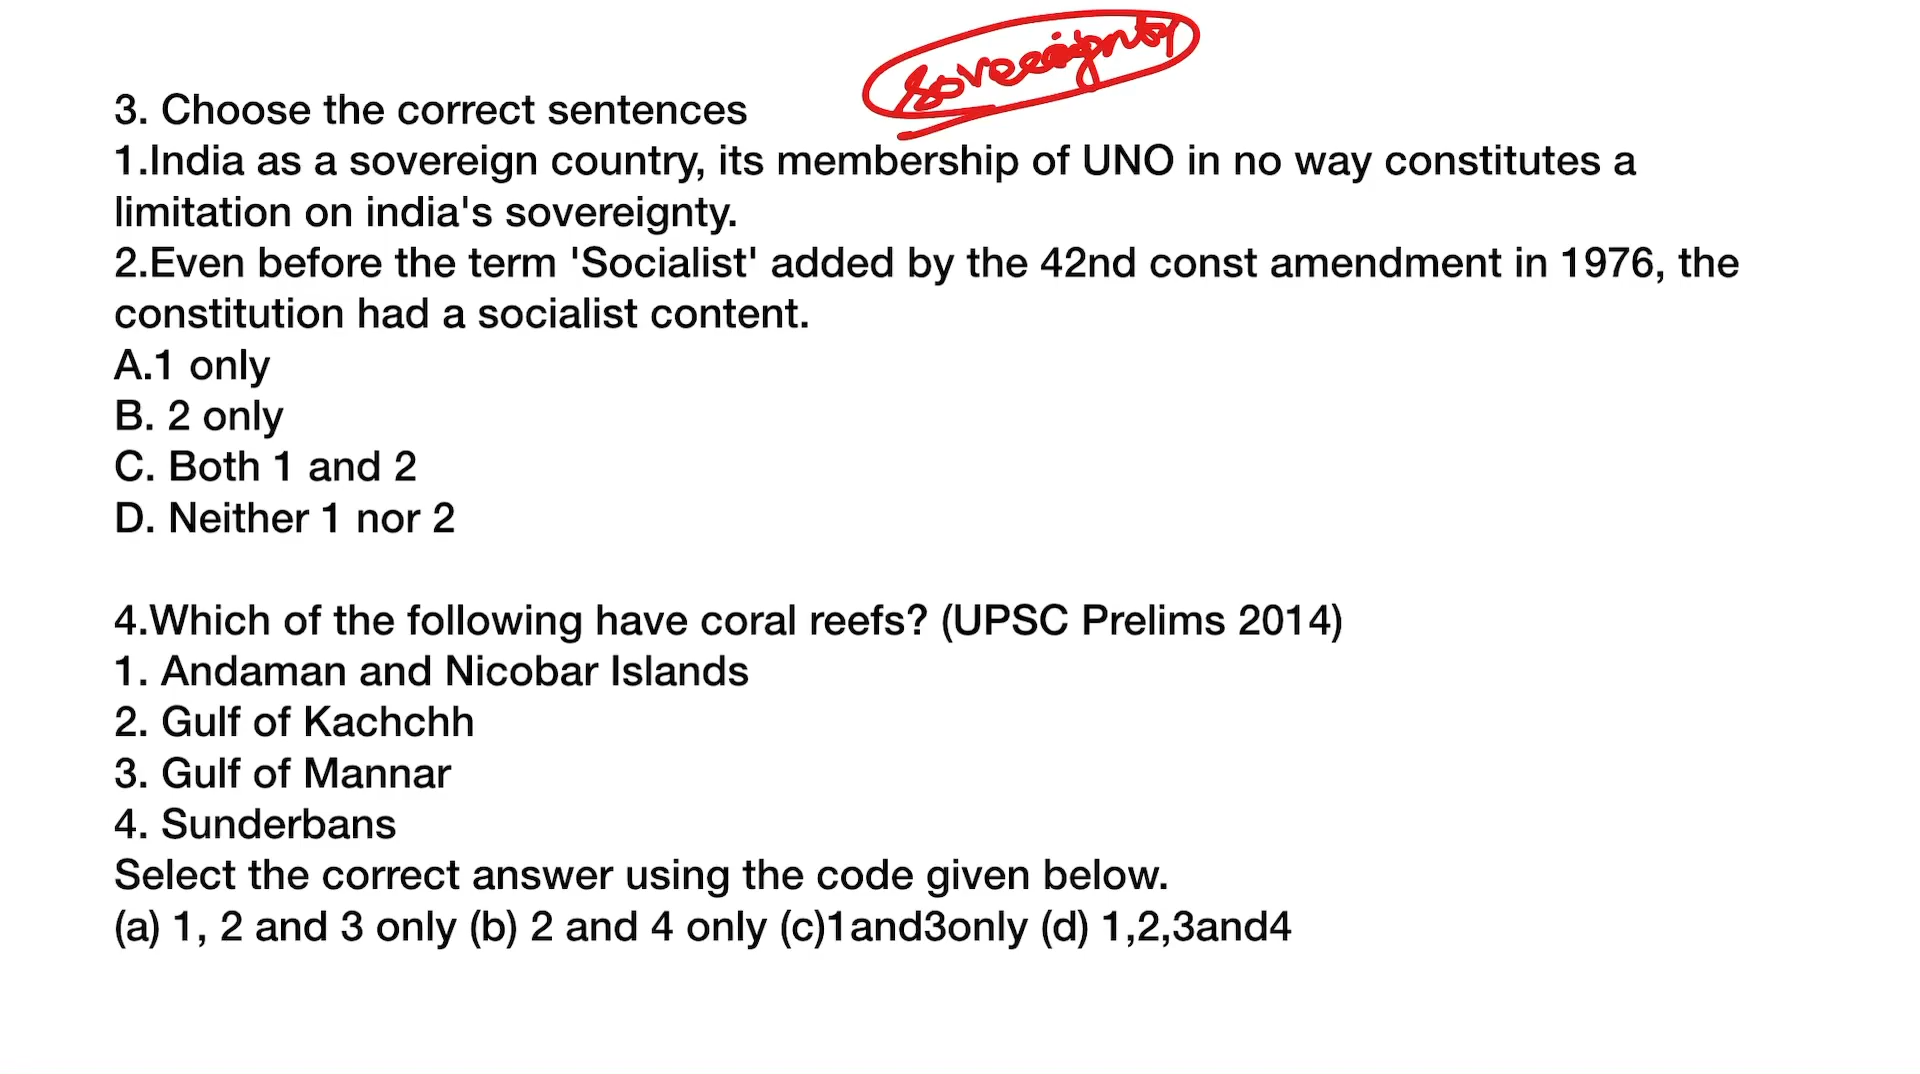 sovereignty
3. Choose the correct sentences
1.India as a sovereign country, its membership of UNO in no way constitutes a
limitation on india's sovereignty.
2.Even before the term 'Socialist' added by the 42nd const amendment in 1976, the
constitution had a socialist content.
A.1 only
B. 2 only
C. Both 1 and 2
D. Neither 1 nor 2
4.Which of the following have coral reefs? (UPSC Prelims 2014)
1. Andaman and Nicobar Islands
2. Gulf of Kachchh
3. Gulf of Mannar
4. Sunderbans
Select the correct answer using the code given below.
(a) 1, 2 and 3 only (b) 2 and 4 only (c)1and3only (d) 1,2,3and4